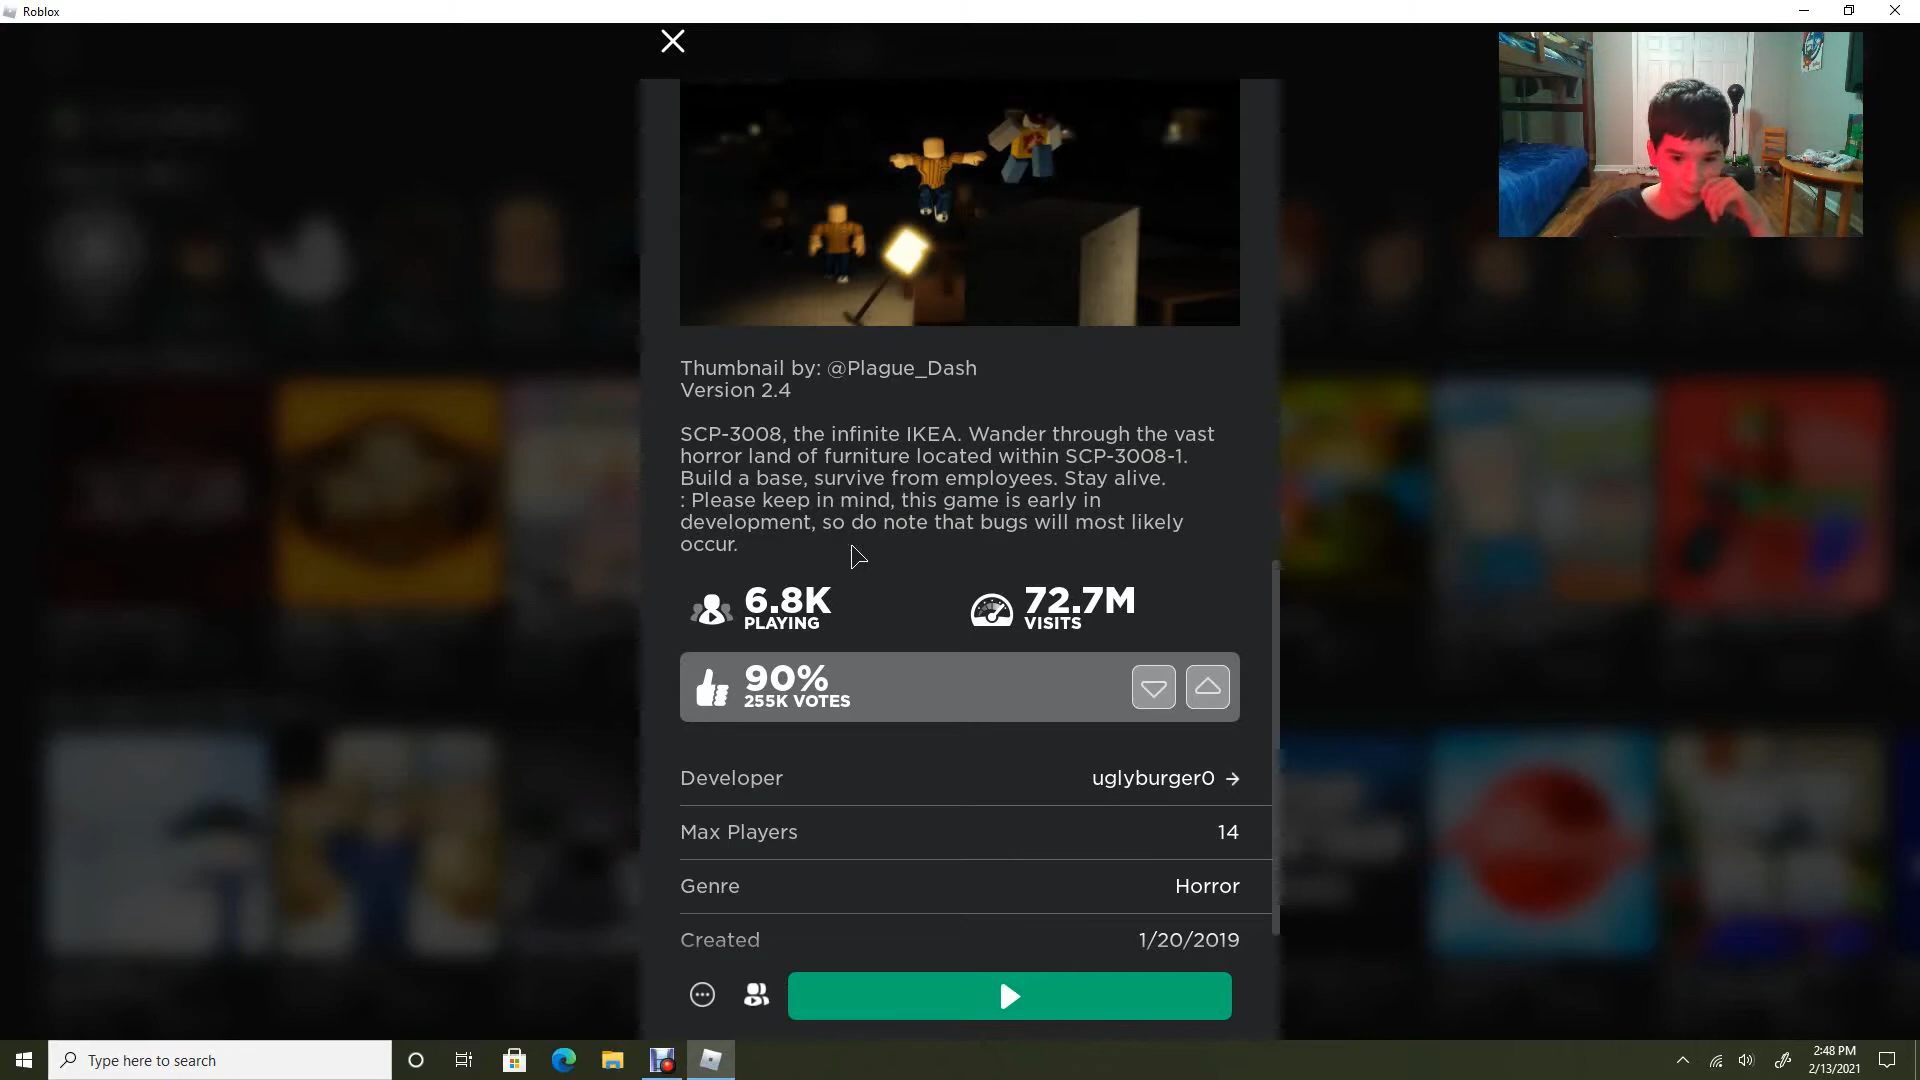 Roblox
Thumbnail by: @Plague_Dash
Version 2.4
SCP-3008, the infinite IKEA. Wander through the vast
horror land of furniture located within SCP-3008-1.
Build a base, survive from employees. Stay alive.
: Please keep in mind, this game is early in
development, so do note that bugs will most likely
occur.
6.8K
PLAYING
72.7M
VISITS
90%
255K VOTES
Developer
uglyburger0
Max Players
14
Genre
Horror
Created
1/20/2019
Type here to search
2:48 PM
2/13/2021